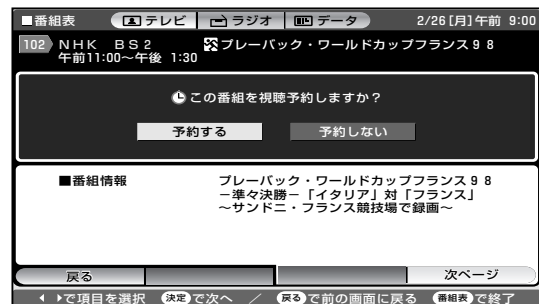 ■番組表 テレビ ラジオ データ 2/26[月]午前 9:00
102 NHK BS2 プレーバック・ワールドカップフランス98
午前11:00～午後 1:30
この番組を視聴予約しますか？
予約する 予約しない
■番組情報 プレーバック・ワールドカップフランス98
－準々決勝－「イタリア」対「フランス」
～サンドニ・フランス競技場で録画～
戻る 次ページ
で項目を選択 決定で次へ ／ 戻るで前の画面に戻る 番組表で終了